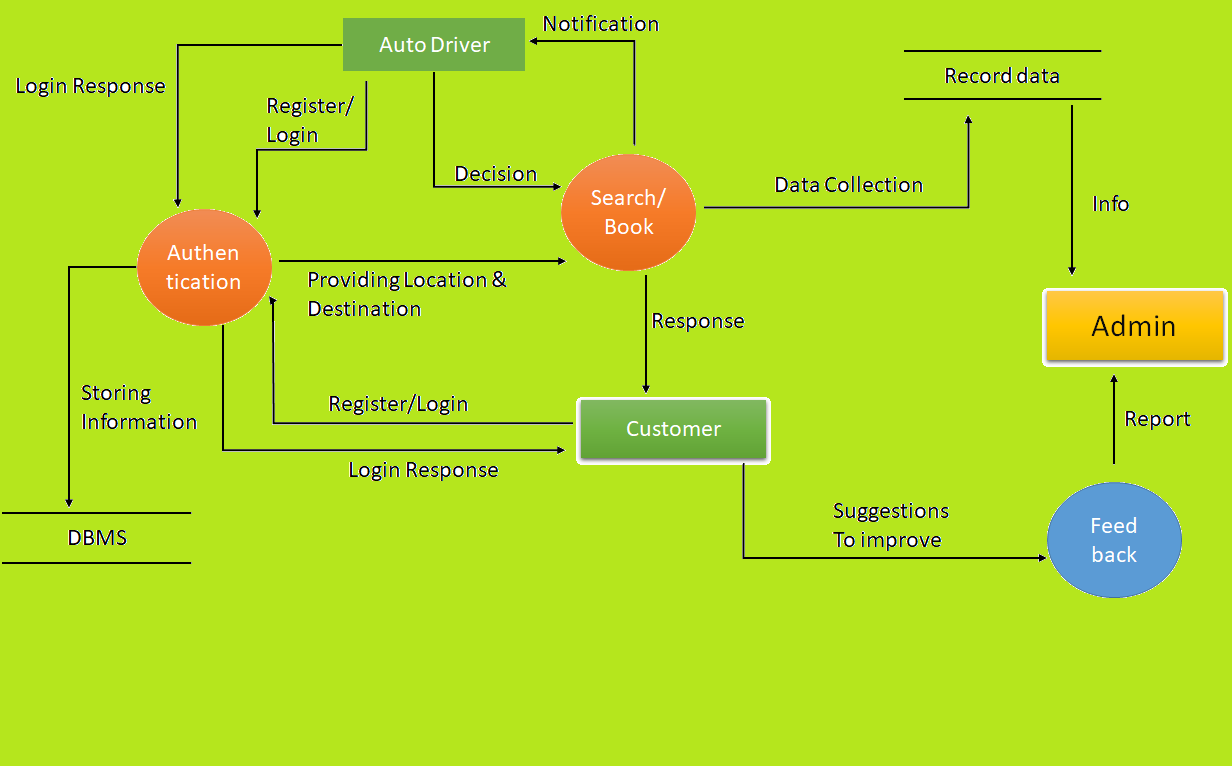 Notification
Auto Driver
Login Response
Register/
Login
Record data
Decision
Search/
Book
Data Collection
Info
Authen
tication
Providing Location &
Destination
Response
Admin
Storing
Information
Register/Login
Customer
Report
Login Response
Suggestions
To improve
DBMS
Feed
back